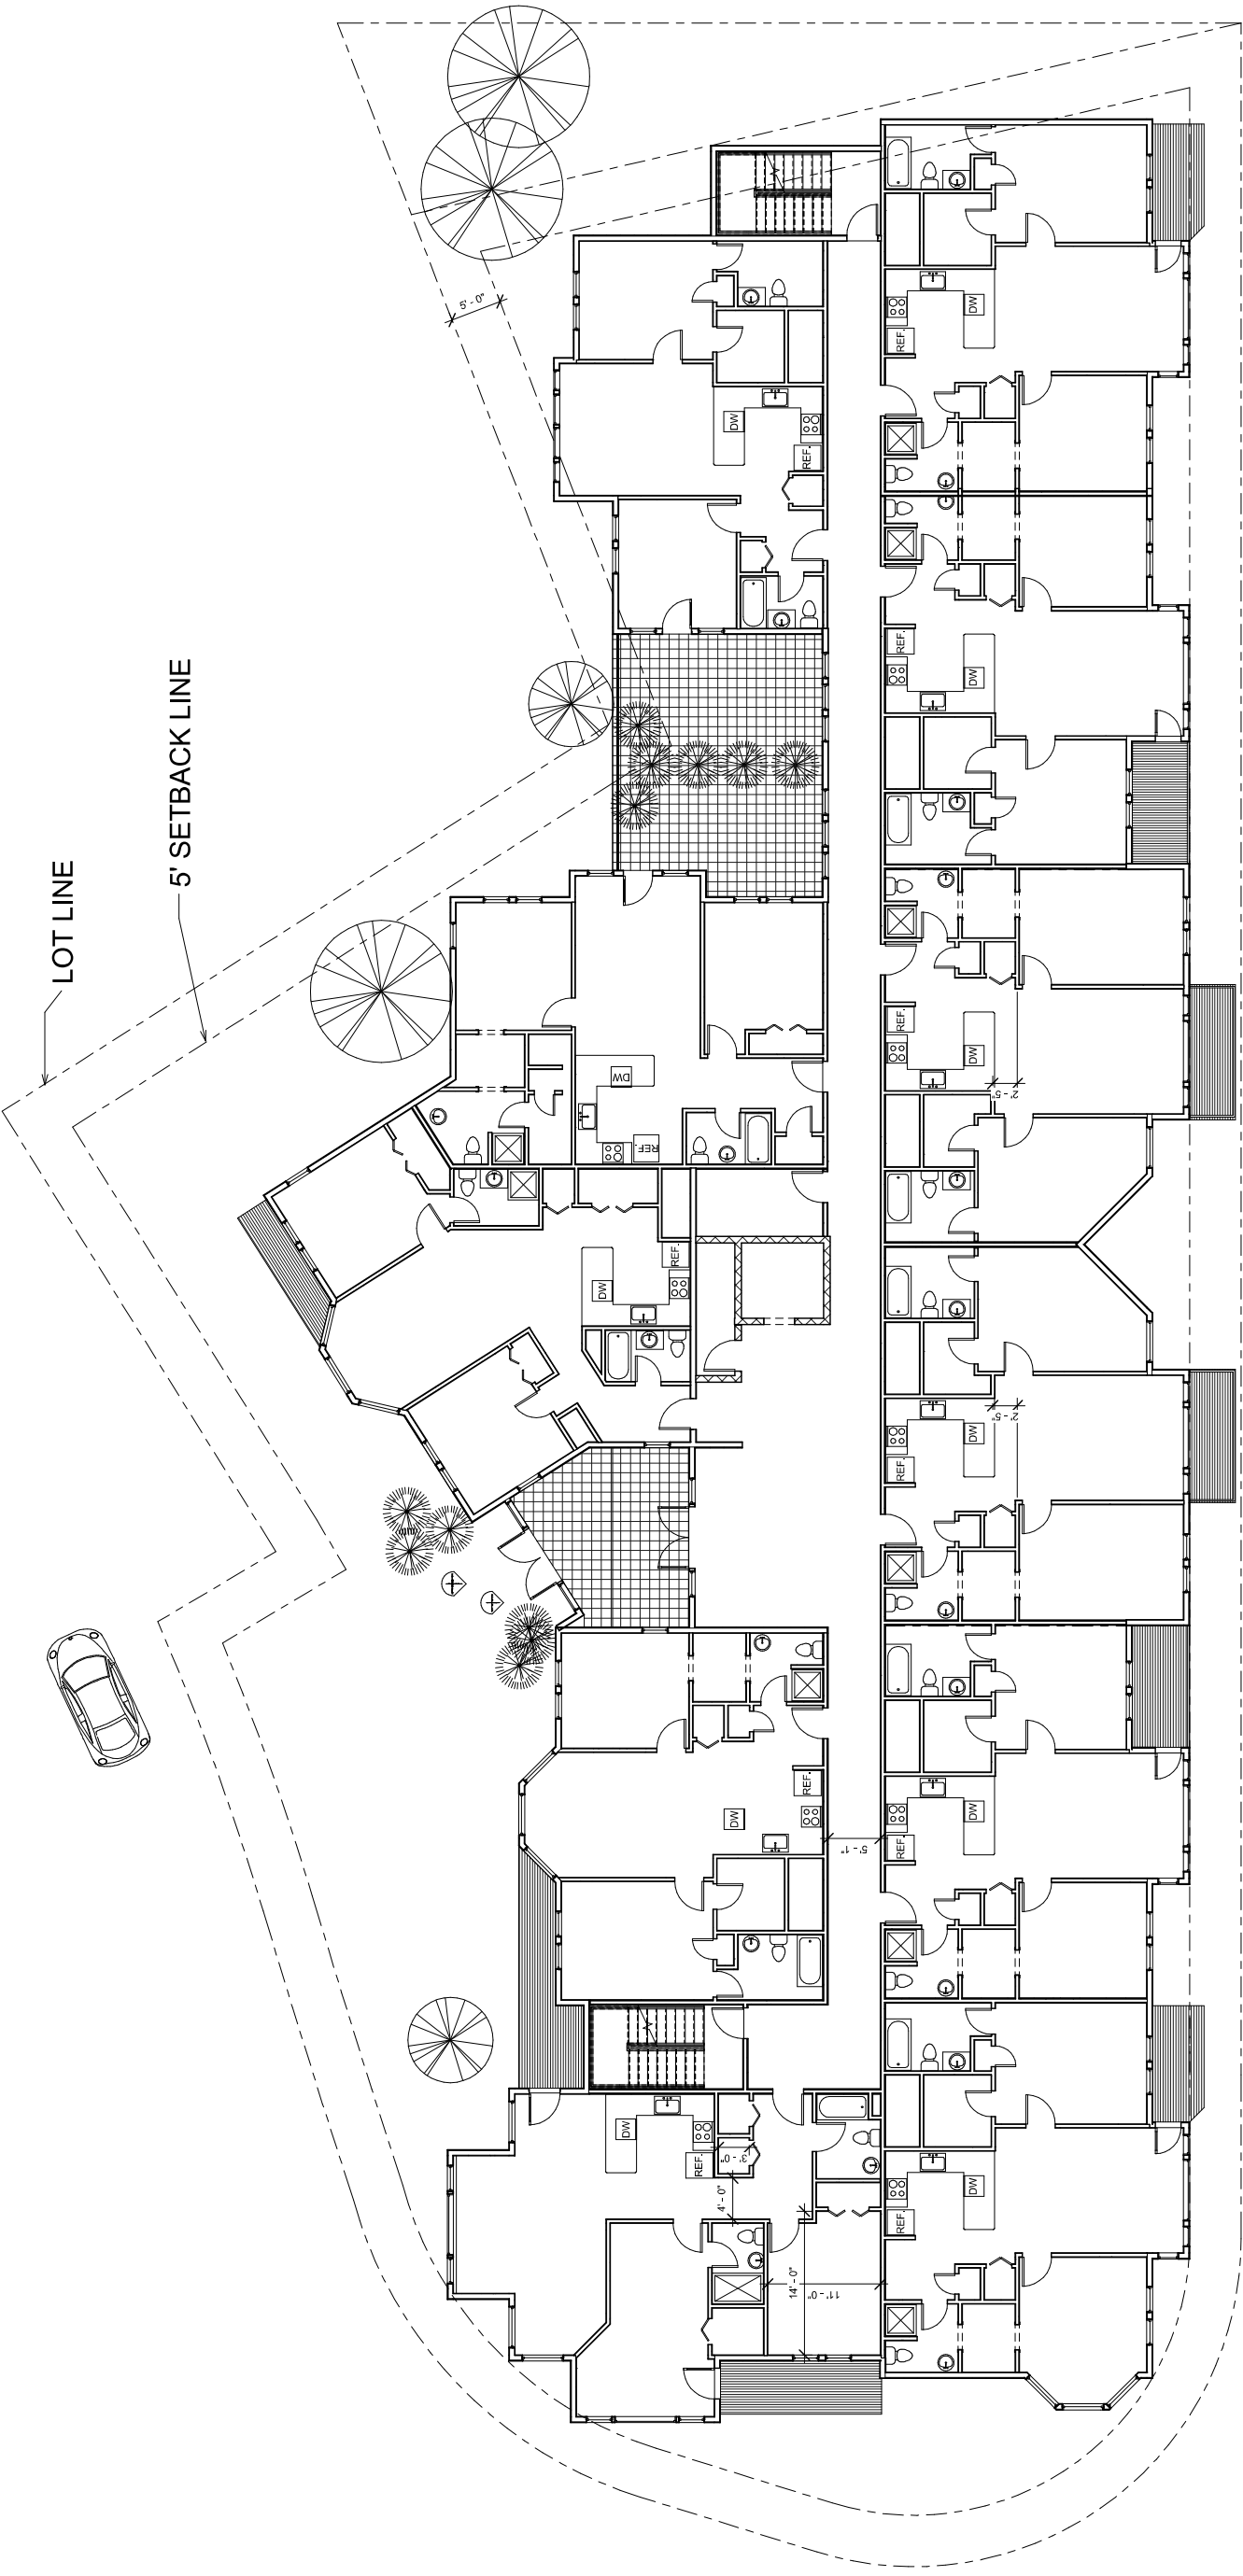 LOT LINE
5' SETBACK LINE
5' - 0"
DW
REF.
DW
REF.
REF.
DW
REF.
DW
2' - 5"
DW
REF.
REF.
DW
2' - 5"
DW
REF.
REF.
DW
DW
REF.
5' - 1"
DW
REF.
3' - 0"
4' - 0"
DW
REF.
14' - 0"
11' - 0"